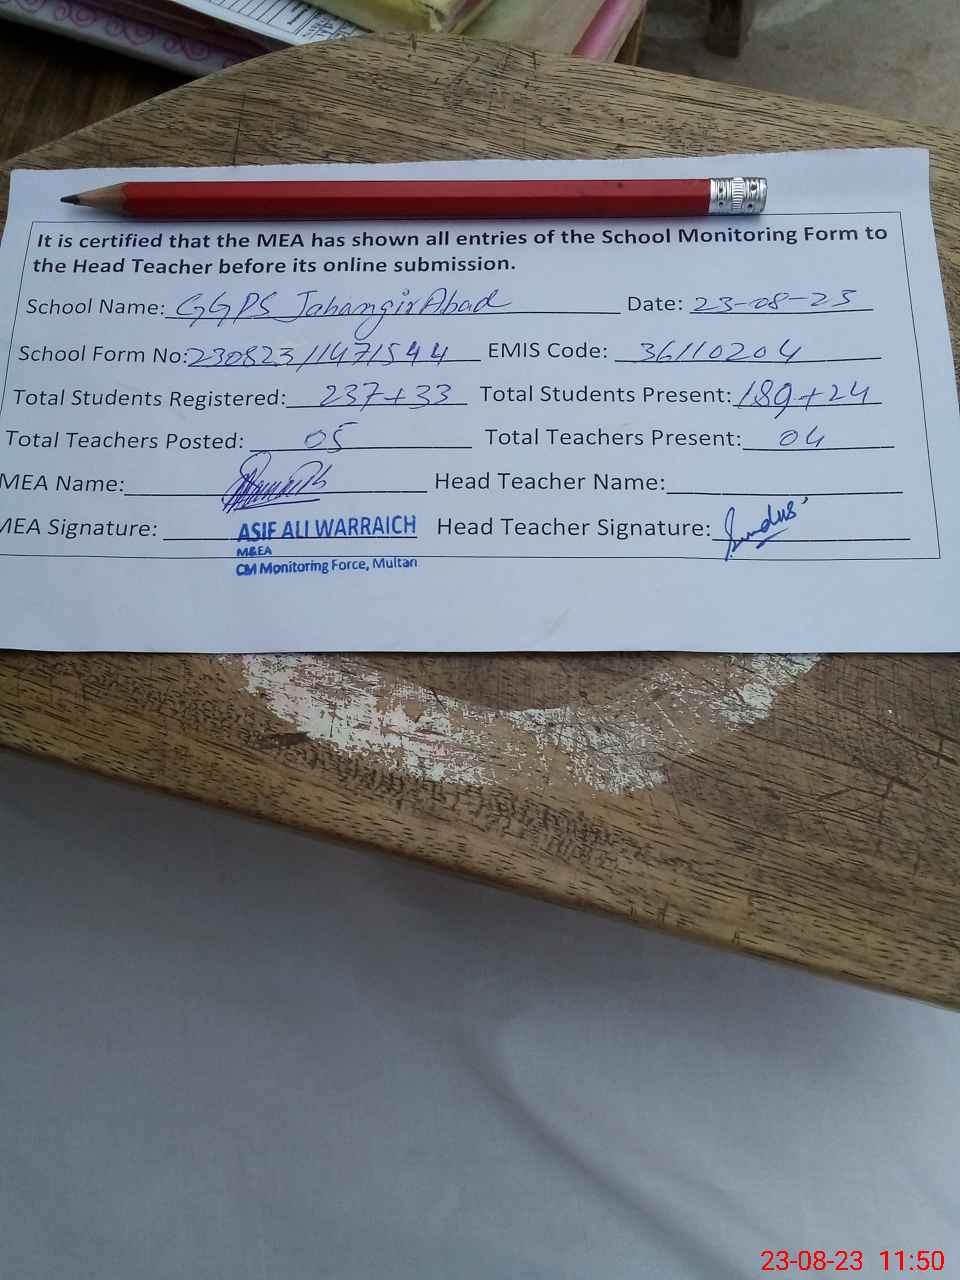 It is certified that the MEA has shown all entries of the School Monitoring Form to
the Head Teacher before its online submission.
School Name: GGPS JahangirAbad Date: 23-08-23
School Form No: 230823/1471544 EMIS Code: 36110204
Total Students Registered: 237+33 Total Students Present: 189+24
Total Teachers Posted: 05 Total Teachers Present: 04
MEA Name: Head Teacher Name:
MEA Signature: ASIF ALI WARRAICH Head Teacher Signature: Sundus
M&EA
CM Monitoring Force, Multan
23-08-23 11:50